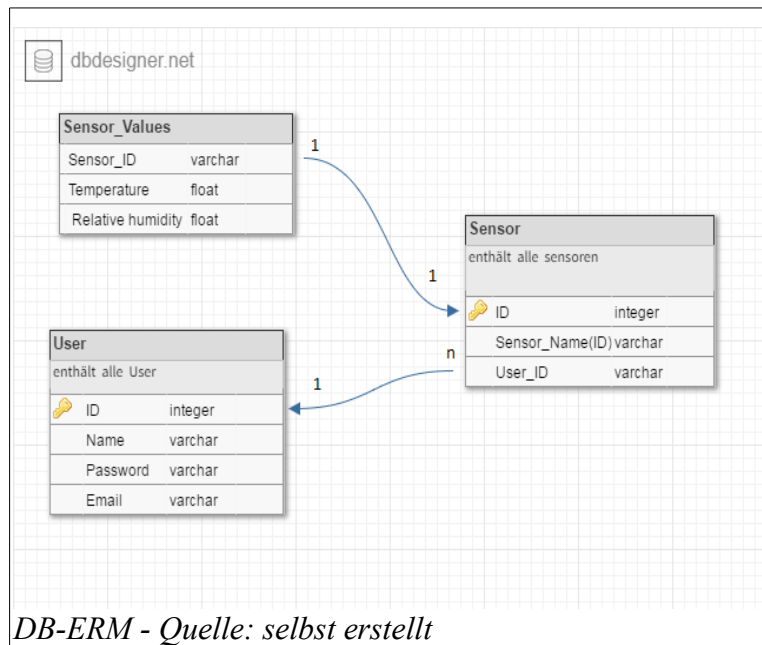 dbdesigner.net
Sensor_Values
Sensor_ID varchar
Temperature float
Relative humidity float
1
1
Sensor
enthält alle sensoren
ID integer
Sensor_Name(ID) varchar
User_ID varchar
n
1
User
enthält alle User
ID integer
Name varchar
Password varchar
Email varchar
DB-ERM - Quelle: selbst erstellt